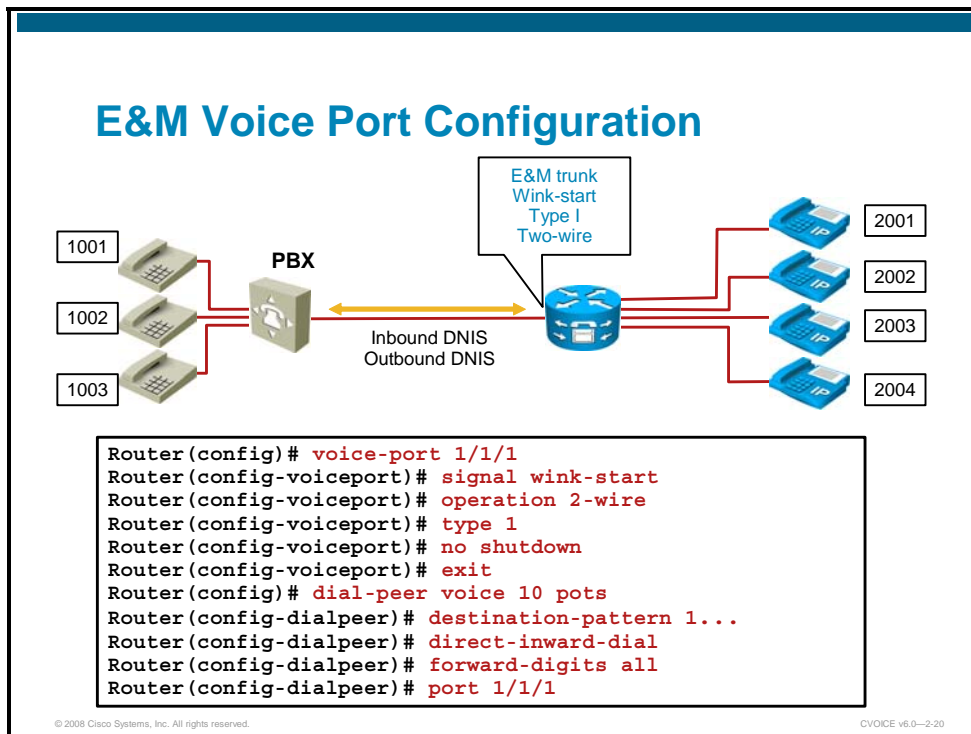 E&M Voice Port Configuration
E&M trunk
Wink-start
Type I
Two-wire
1001
1002
1003
PBX
Inbound DNIS
Outbound DNIS
IP
2001
IP
2002
IP
2003
IP
2004
Router(config)# voice-port 1/1/1
Router(config-voiceport)# signal wink-start
Router(config-voiceport)# operation 2-wire
Router(config-voiceport)# type 1
Router(config-voiceport)# no shutdown
Router(config-voiceport)# exit
Router(config)# dial-peer voice 10 pots
Router(config-dialpeer)# destination-pattern 1...
Router(config-dialpeer)# direct-inward-dial
Router(config-dialpeer)# forward-digits all
Router(config-dialpeer)# port 1/1/1
© 2008 Cisco Systems, Inc. All rights reserved.
CVOICE v6.0—2-20